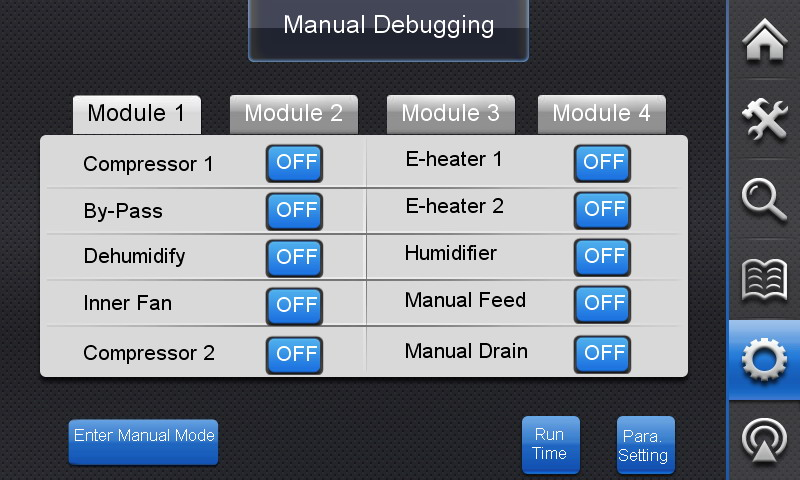 Manual Debugging
Module 1 Module 2 Module 3 Module 4
Compressor 1 OFF E-heater 1 OFF
By-Pass OFF E-heater 2 OFF
Dehumidify OFF Humidifier OFF
Inner Fan OFF Manual Feed OFF
Compressor 2 OFF Manual Drain OFF
Enter Manual Mode
Run
Time
Para.
Setting